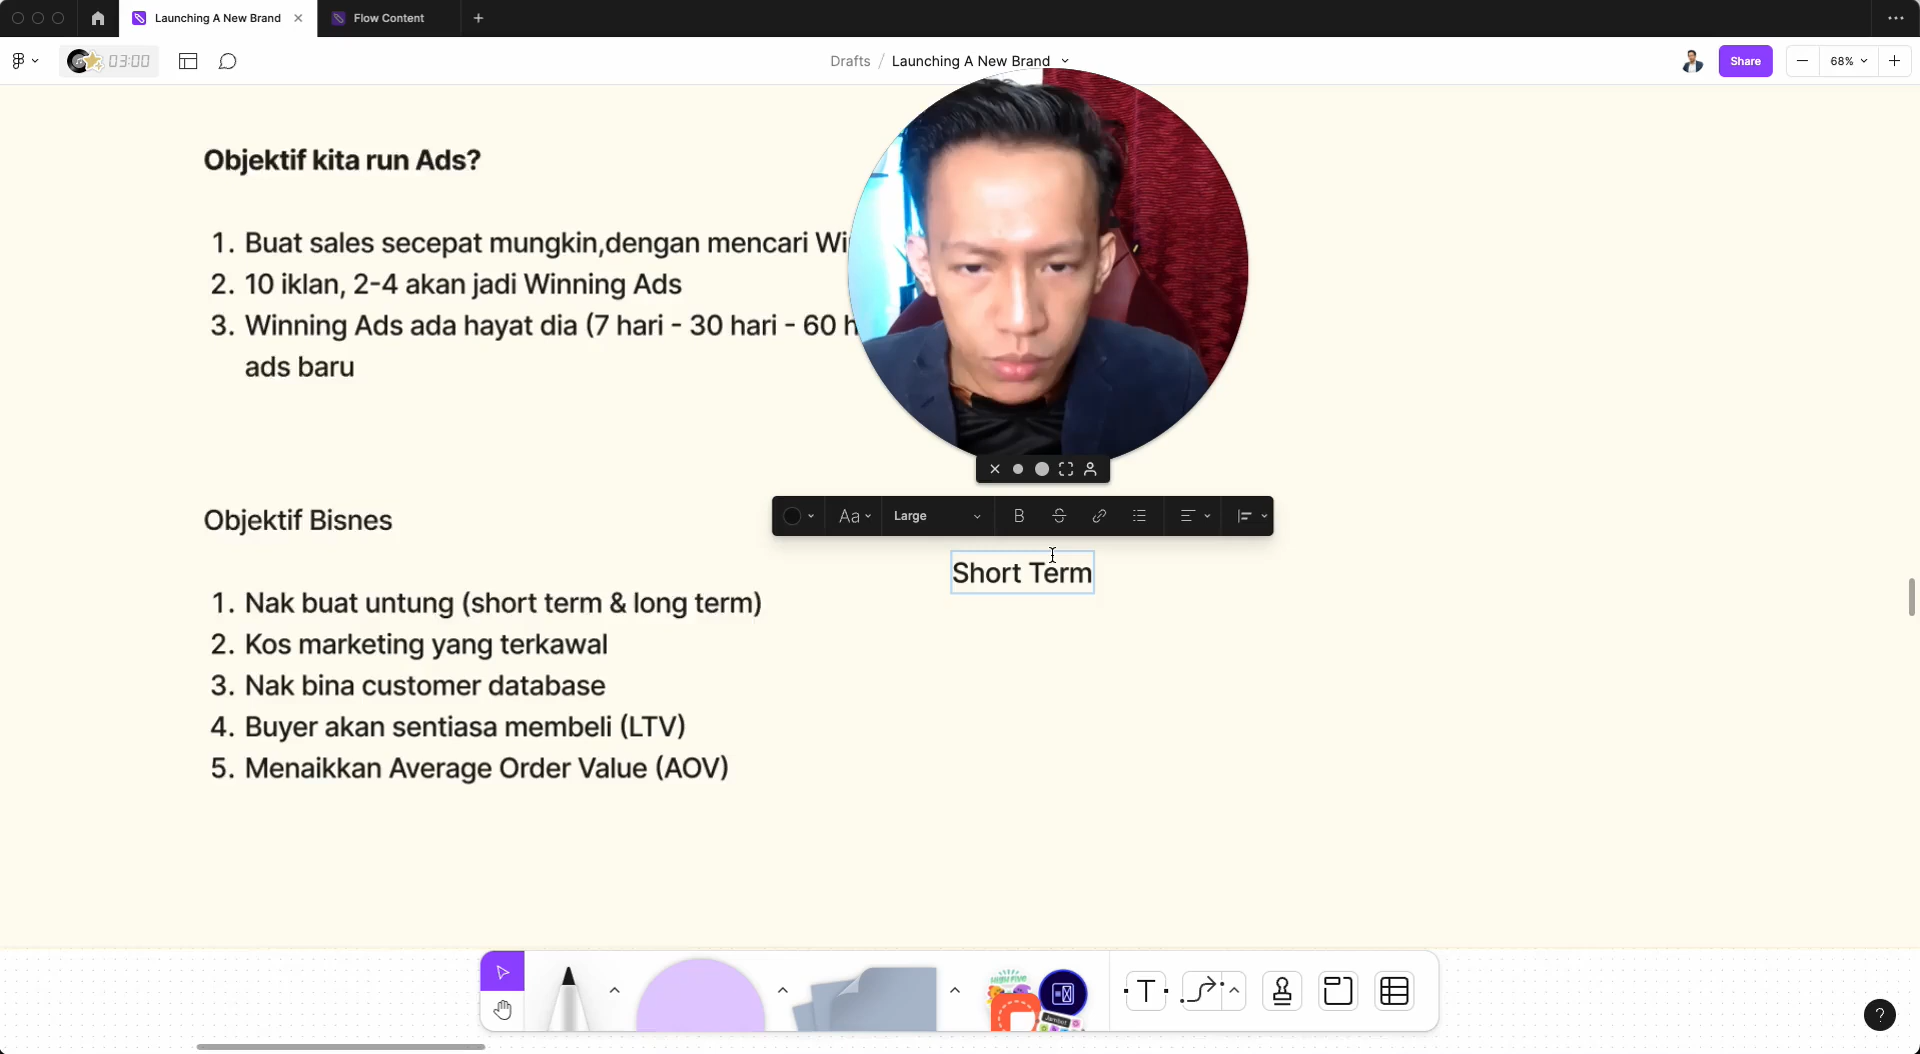 Launching A New Brand
Flow Content
03:00
Drafts / Launching A New Brand
Share
68%
Objektif kita run Ads?
1. Buat sales secepat mungkin,dengan mencari
2. 10 iklan, 2-4 akan jadi Winning Ads
3. Winning Ads ada hayat dia (7 hari - 30 hari - 60
ads baru
Aa
Large
B
S
Objektif Bisnes
Short Term
1. Nak buat untung (short term & long term)
2. Kos marketing yang terkawal
3. Nak bina customer database
4. Buyer akan sentiasa membeli (LTV)
5. Menaikkan Average Order Value (AOV)
HIGH FIVE
T
?